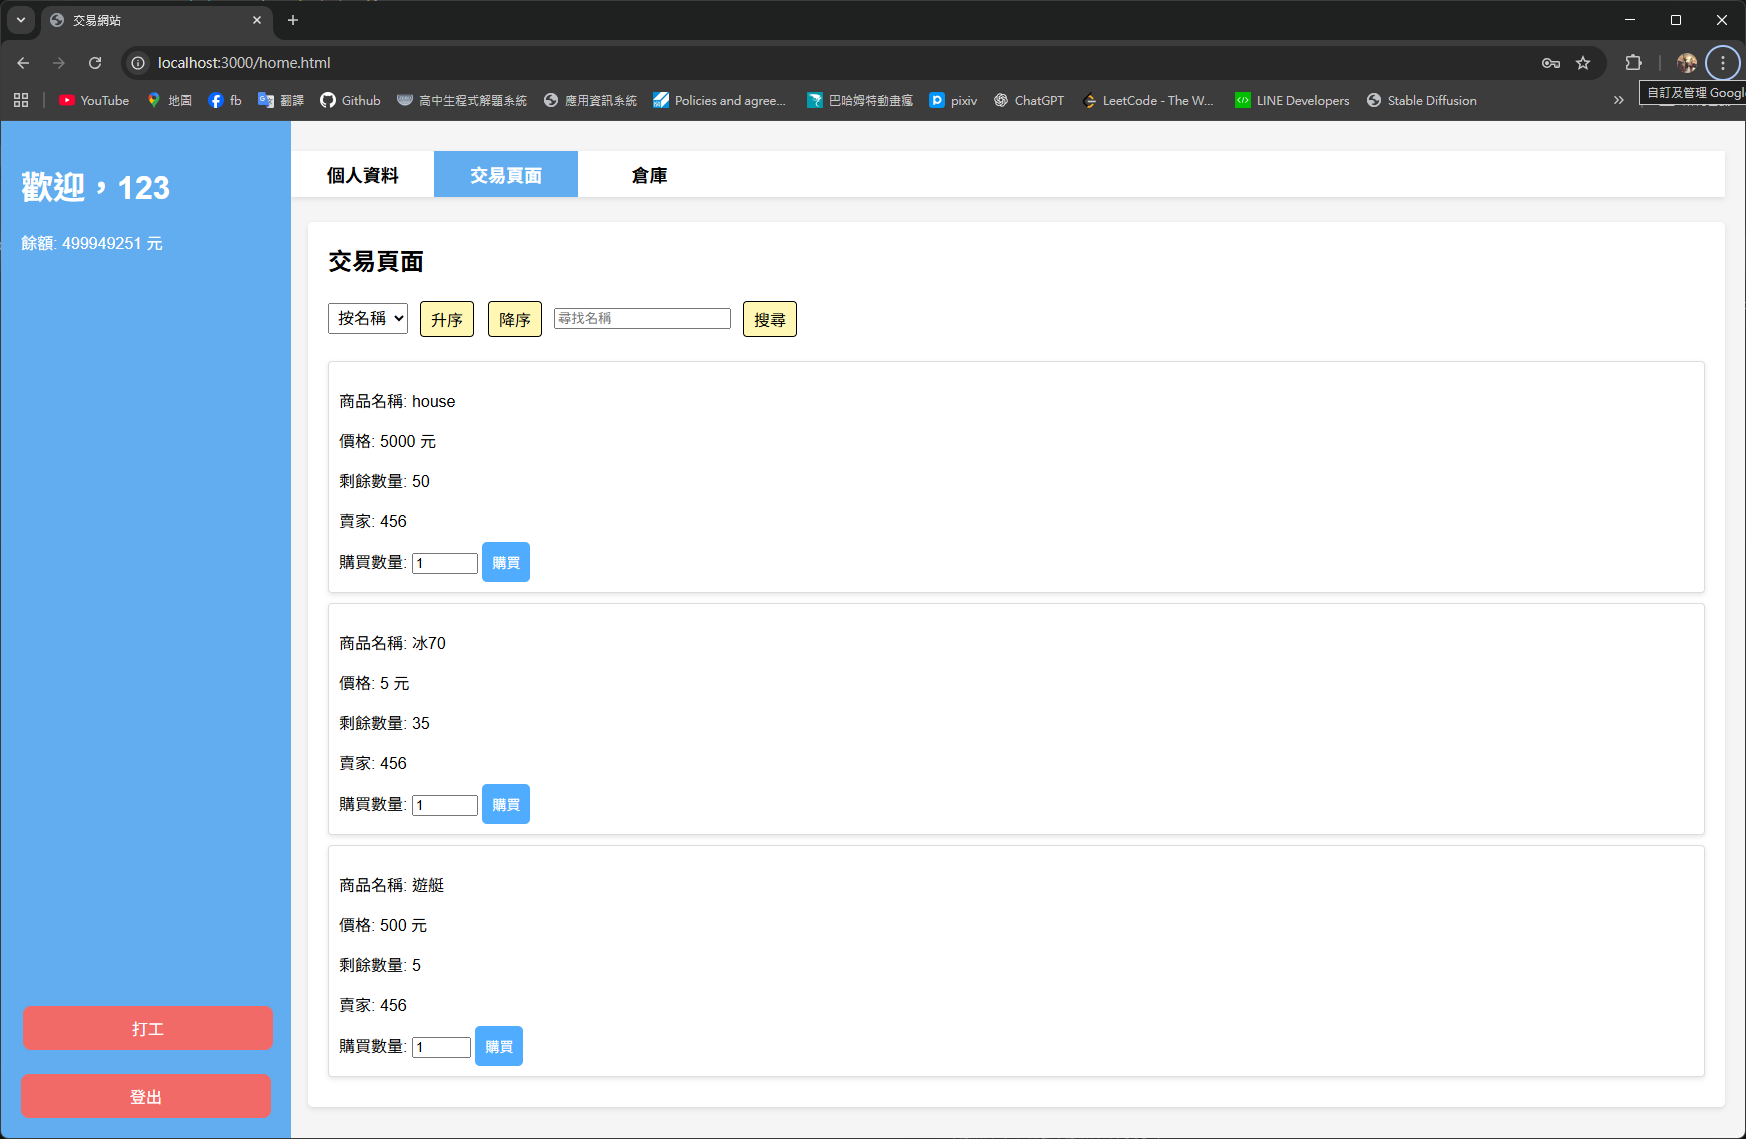 交易網站
localhost:3000/home.html
YouTube 地圖 fb 翻譯 Github 高中生程式解題系統 應用資訊系統 Policies and agree... 巴哈姆特動畫瘋 pixiv ChatGPT LeetCode - The W... LINE Developers Stable Diffusion
自訂及管理 Google
歡迎，123
餘額: 499949251 元
打工
登出
個人資料 交易頁面 倉庫
交易頁面
按名稱 升序 降序 尋找名稱 搜尋
商品名稱: house
價格: 5000 元
剩餘數量: 50
賣家: 456
購買數量: 1 購買
商品名稱: 冰70
價格: 5 元
剩餘數量: 35
賣家: 456
購買數量: 1 購買
商品名稱: 遊艇
價格: 500 元
剩餘數量: 5
賣家: 456
購買數量: 1 購買